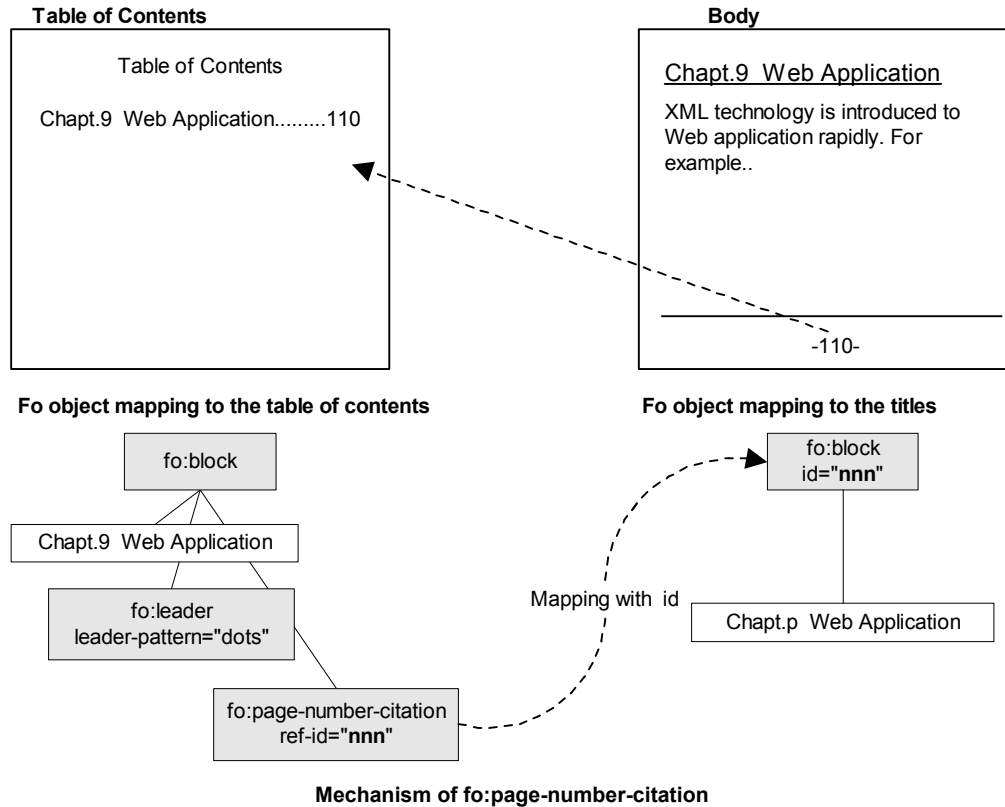 Table of Contents
Table of Contents
Chapt.9 Web Application.........110
Body
Chapt.9 Web Application
XML technology is introduced to
Web application rapidly. For
example..
-110-
Fo object mapping to the table of contents
fo:block
Chapt.9 Web Application
fo:leader
leader-pattern="dots"
fo:page-number-citation
ref-id="nnn"
Mapping with id
Fo object mapping to the titles
fo:block
id="nnn"
Chapt.p Web Application
Mechanism of fo:page-number-citation